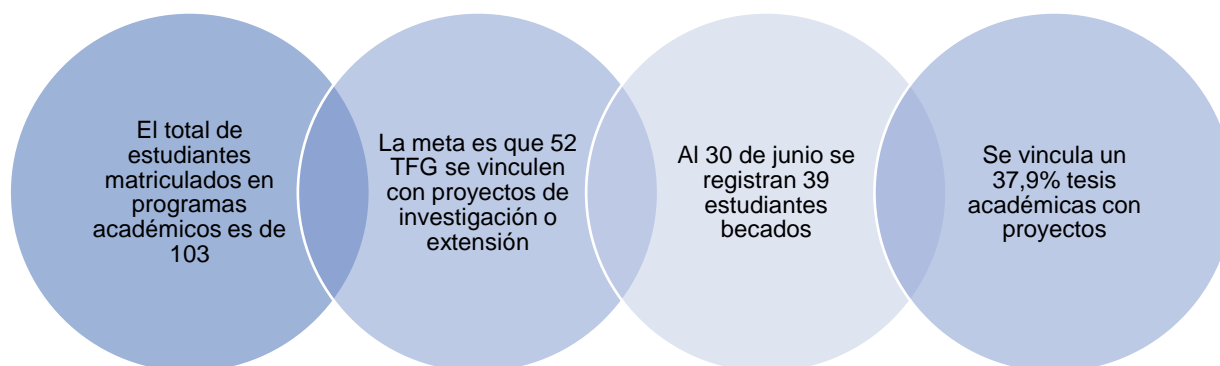 El total de
estudiantes
matriculados en
programas
académicos es de
103
La meta es que 52
TFG se vinculen
con proyectos de
investigación o
extensión
Al 30 de junio se
registran 39
estudiantes
becados
Se vincula un
37,9% tesis
académicas con
proyectos